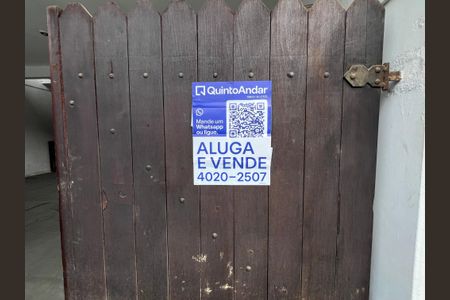 QuintoAndar
Mande um
Whatsapp
ou ligue.
ALUGA
E VENDE
4020-2507